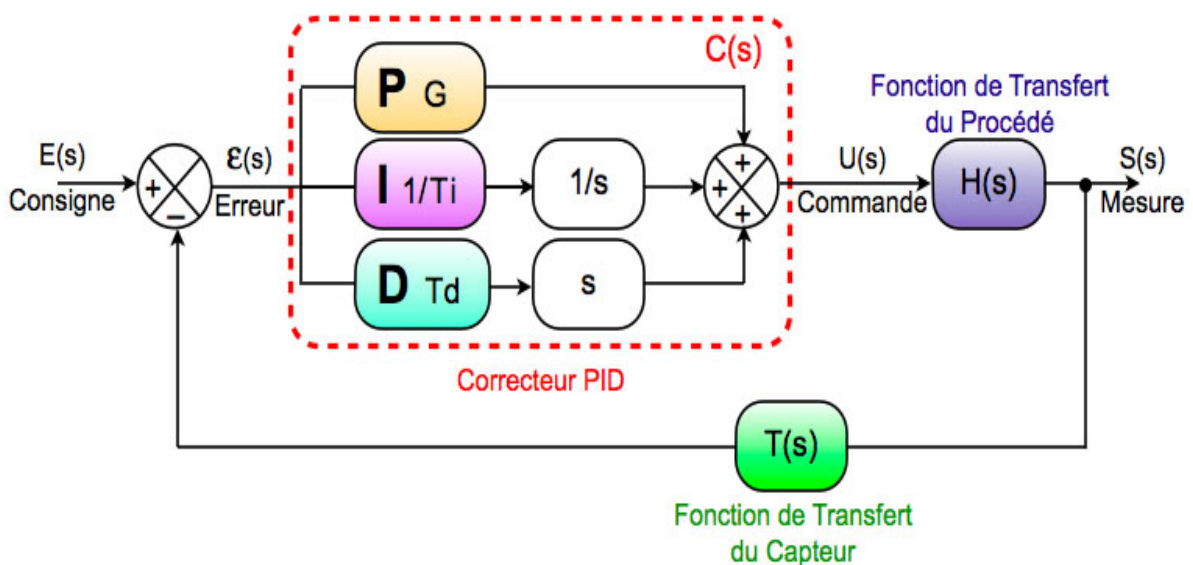 C(s)
P G
Fonction de Transfert
du Procédé
E(s)
Consigne
+
−
ε(s)
Erreur
I 1/Ti
1/s
+
+
+
U(s)
Commande
H(s)
S(s)
Mesure
D Td
s
Correcteur PID
T(s)
Fonction de Transfert
du Capteur